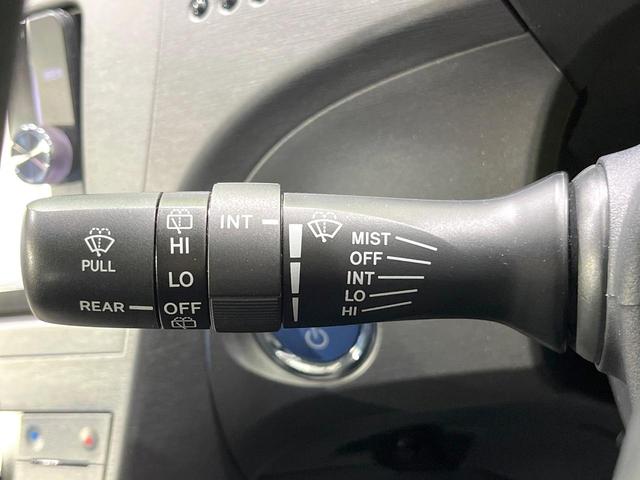 PULL
REAR
HI
LO
OFF
INT
MIST
OFF
INT
LO
HI